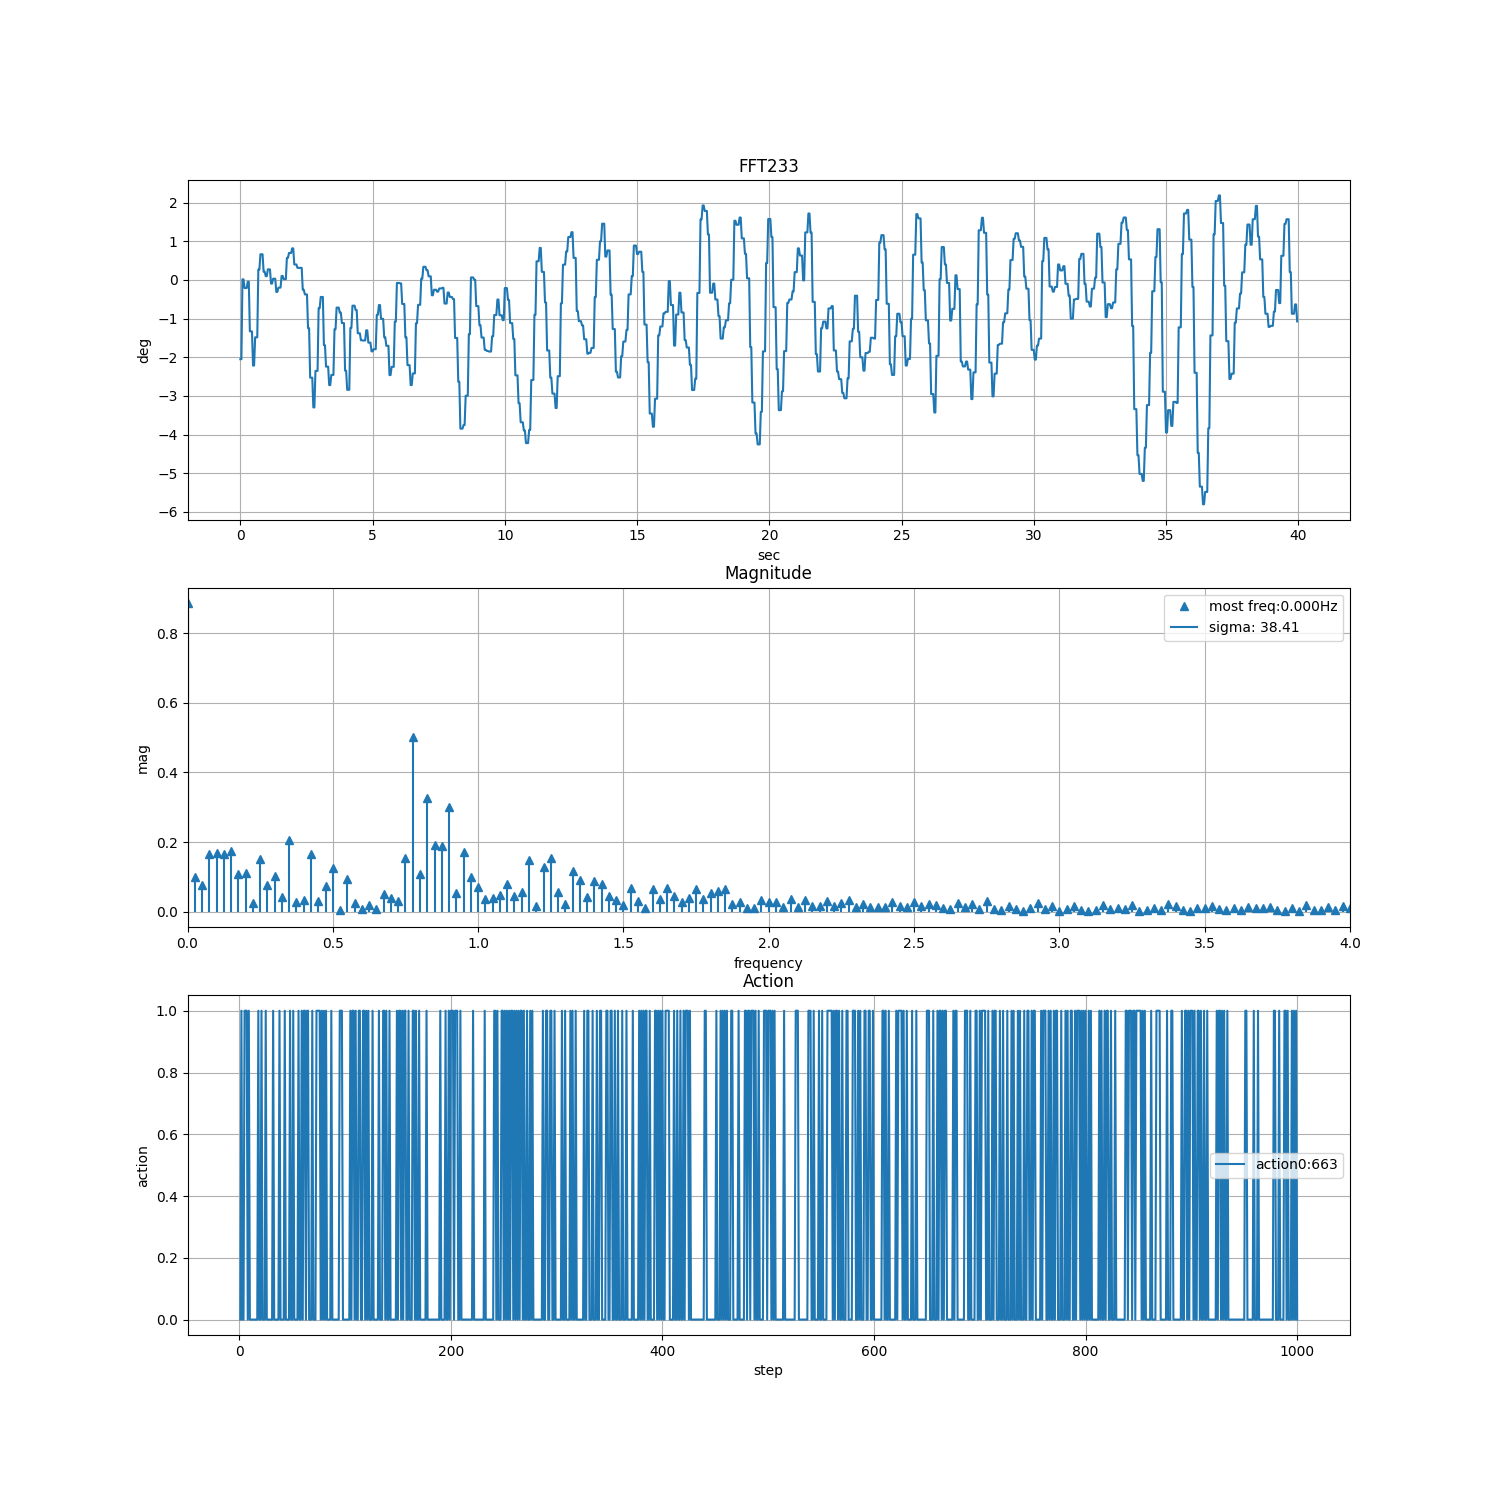 FFT233
2
1
0
−1
−2
−3
−4
−5
−6
deg
0 5 10 15 20 25 30 35 40
sec
Magnitude
most freq:0.000Hz
sigma: 38.41
0.8
0.6
0.4
0.2
0.0
mag
0.0 0.5 1.0 1.5 2.0 2.5 3.0 3.5 4.0
frequency
Action
1.0
0.8
0.6
0.4
0.2
0.0
action
action0:663
0 200 400 600 800 1000
step